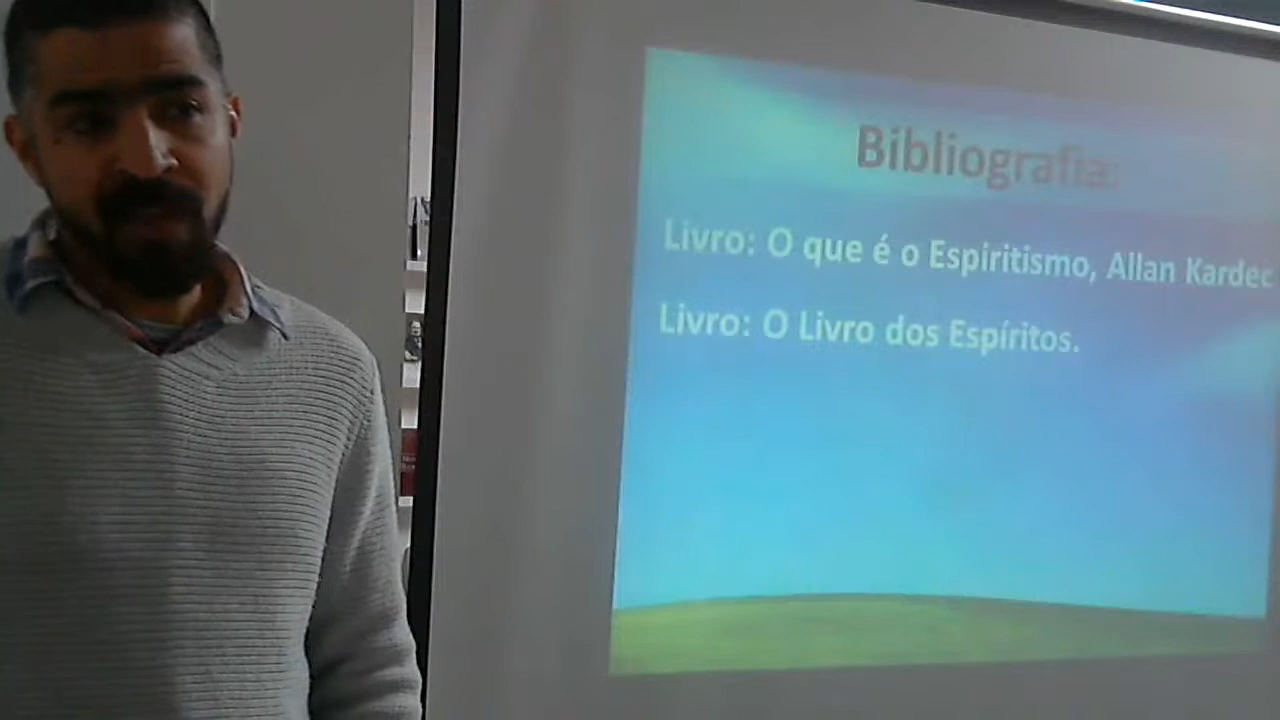 Bibliografia:
Livro: O que é o Espiritismo, Allan Kardec
Livro: O Livro dos Espíritos.